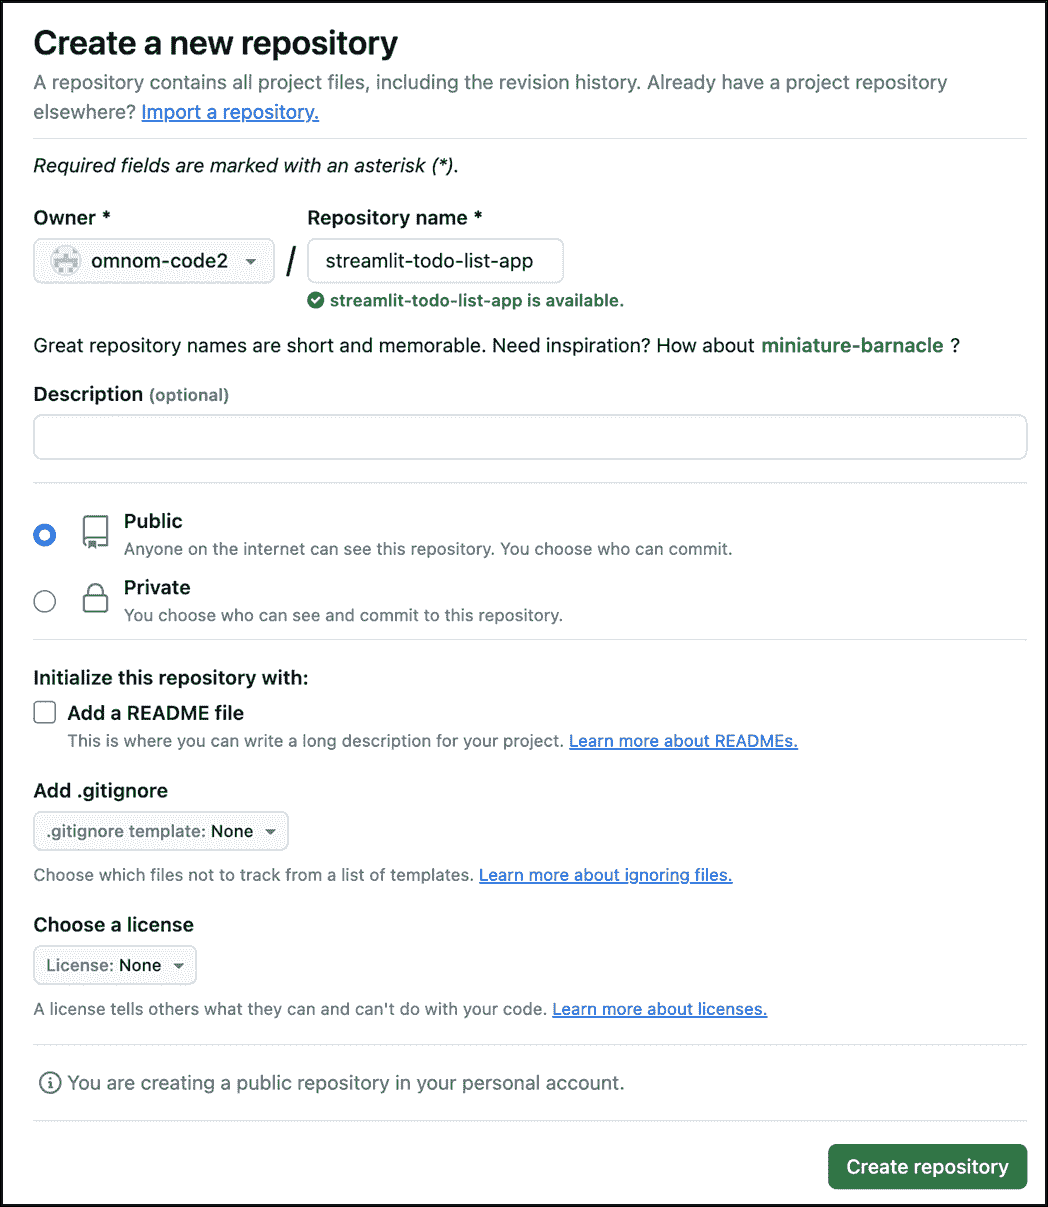 Create a new repository
A repository contains all project files, including the revision history. Already have a project repository
elsewhere? Import a repository.
Required fields are marked with an asterisk (*).
Owner * Repository name *
omnom-code2 / streamlit-todo-list-app
streamlit-todo-list-app is available.
Great repository names are short and memorable. Need inspiration? How about miniature-barnacle ?
Description (optional)
Public
Anyone on the internet can see this repository. You choose who can commit.
Private
You choose who can see and commit to this repository.
Initialize this repository with:
Add a README file
This is where you can write a long description for your project. Learn more about READMEs.
Add .gitignore
.gitignore template: None
Choose which files not to track from a list of templates. Learn more about ignoring files.
Choose a license
License: None
A license tells others what they can and can't do with your code. Learn more about licenses.
You are creating a public repository in your personal account.
Create repository